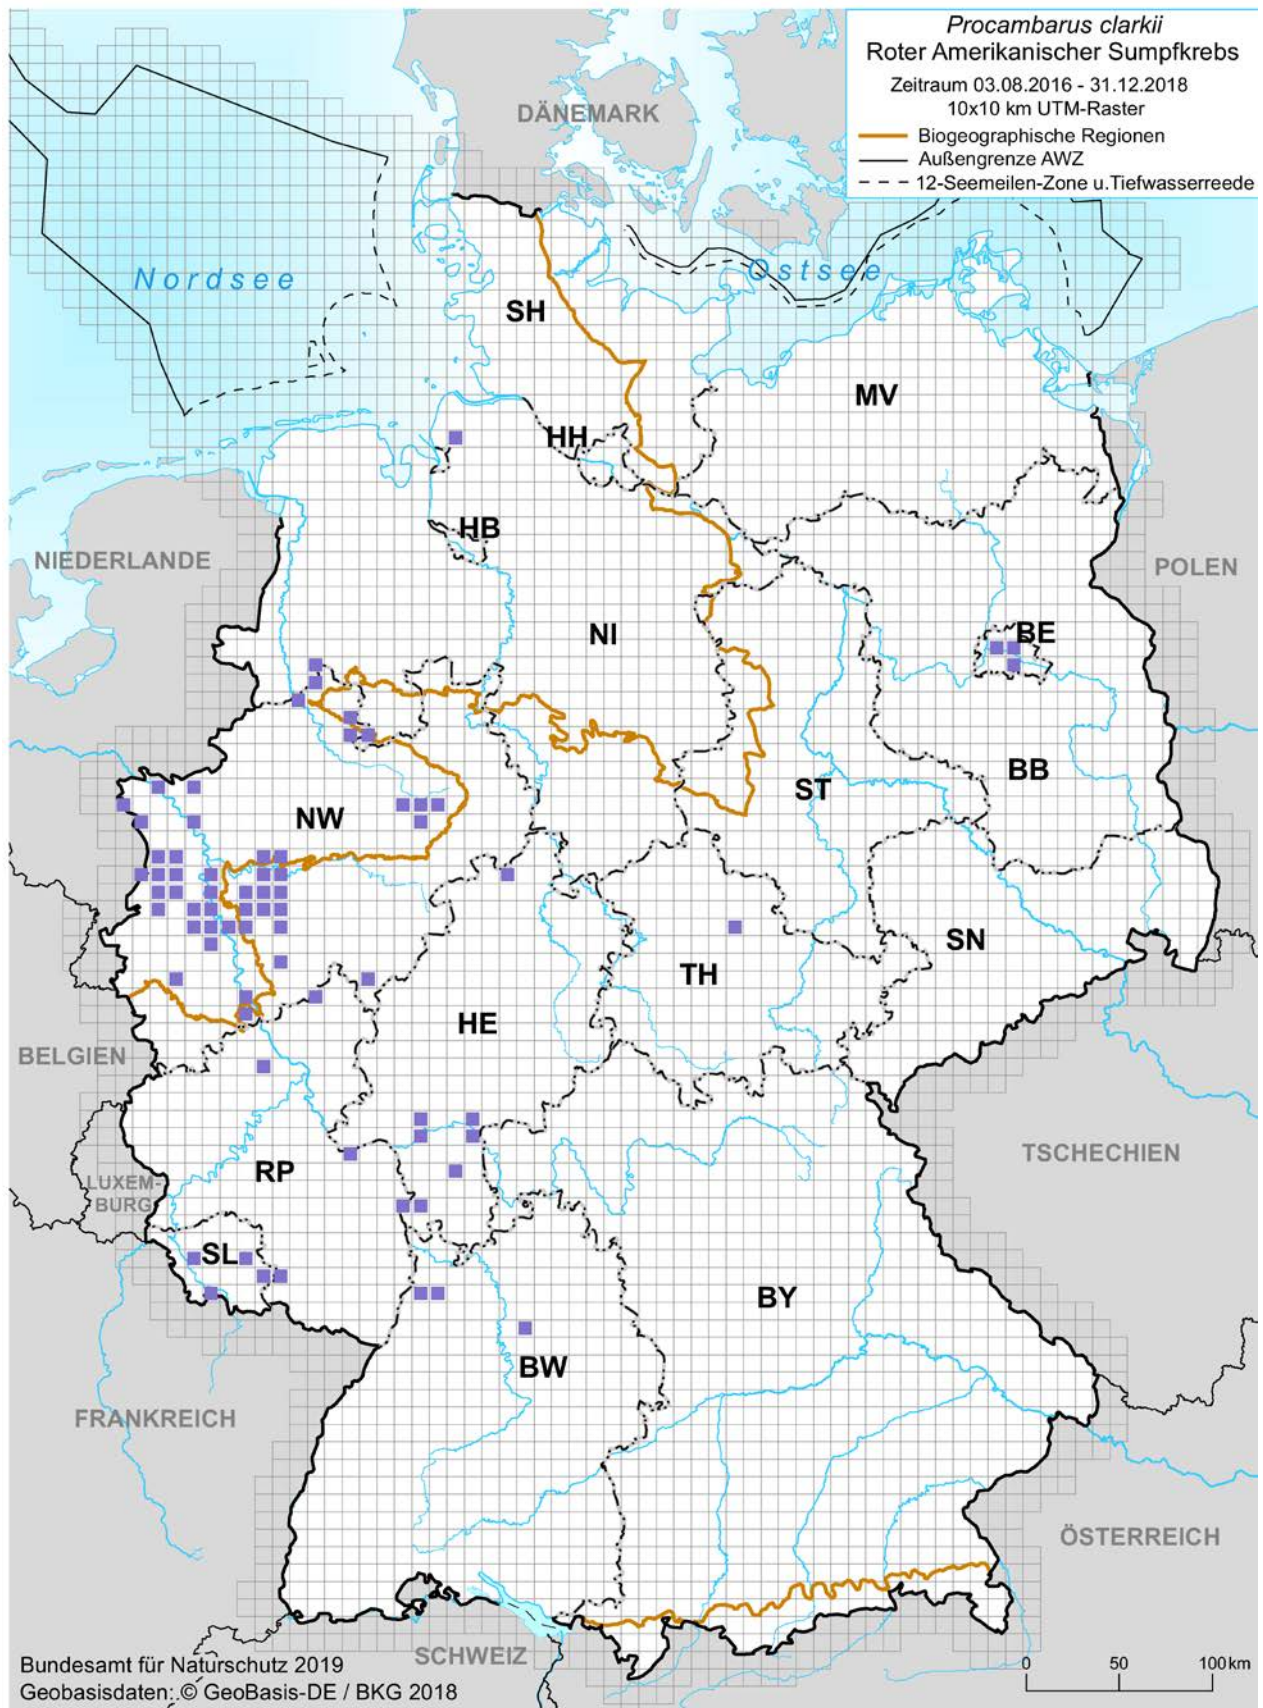 Procambarus clarkii
Roter Amerikanischer Sumpfkrebs
Zeitraum 03.08.2016 - 31.12.2018
10x10 km UTM-Raster
Biogeographische Regionen
Außengrenze AWZ
12-Seemeilen-Zone u.Tiefwasserreede
DÄNEMARK
Nordsee
Ostsee
SH
MV
HH
HB
NIEDERLANDE
POLEN
NI
BE
BB
ST
NW
SN
TH
HE
BELGIEN
TSCHECHIEN
RP
LUXEM-
BURG
SL
BY
BW
FRANKREICH
ÖSTERREICH
SCHWEIZ
Bundesamt für Naturschutz 2019
Geobasisdaten:.© GeoBasis-DE / BKG 2018
0 50 100km